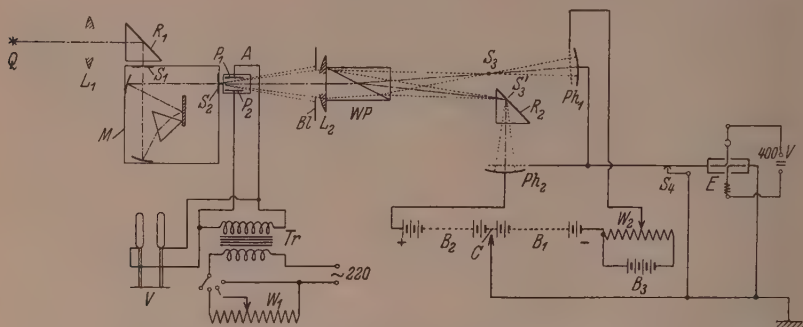 Q
R1
L1
S1
M
S2
P1
A
P2
Bl
L2
WP
S3
S3'
R2
Ph1
Ph2
S4
E
400 V
V
Tr
~ 220
W1
+
B2
C
B1
-
W2
B3